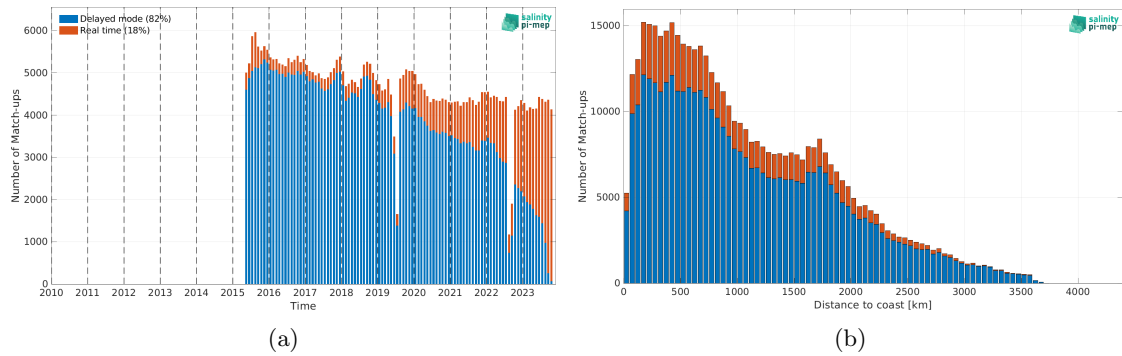 Delayed mode (82%)
Real time (18%)
salinity
pi-mep
Number of Match-ups
6000
5000
4000
3000
2000
1000
0
2010 2011 2012 2013 2014 2015 2016 2017 2018 2019 2020 2021 2022 2023
Time
(a)
salinity
pi-mep
Number of Match-ups
15000
10000
5000
0
0 500 1000 1500 2000 2500 3000 3500 4000
Distance to coast [km]
(b)